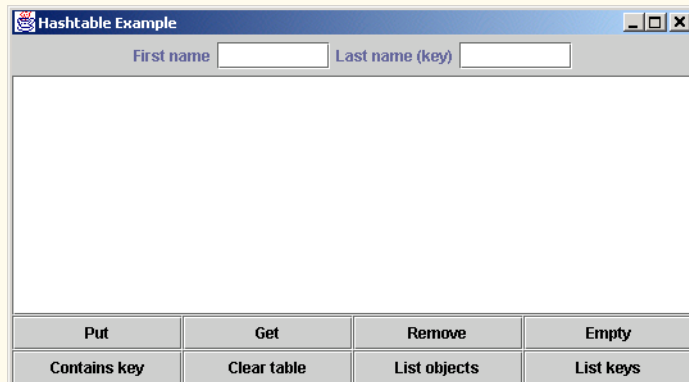 Hashtable Example
First name Last name (key)
Put Get Remove Empty
Contains key Clear table List objects List keys